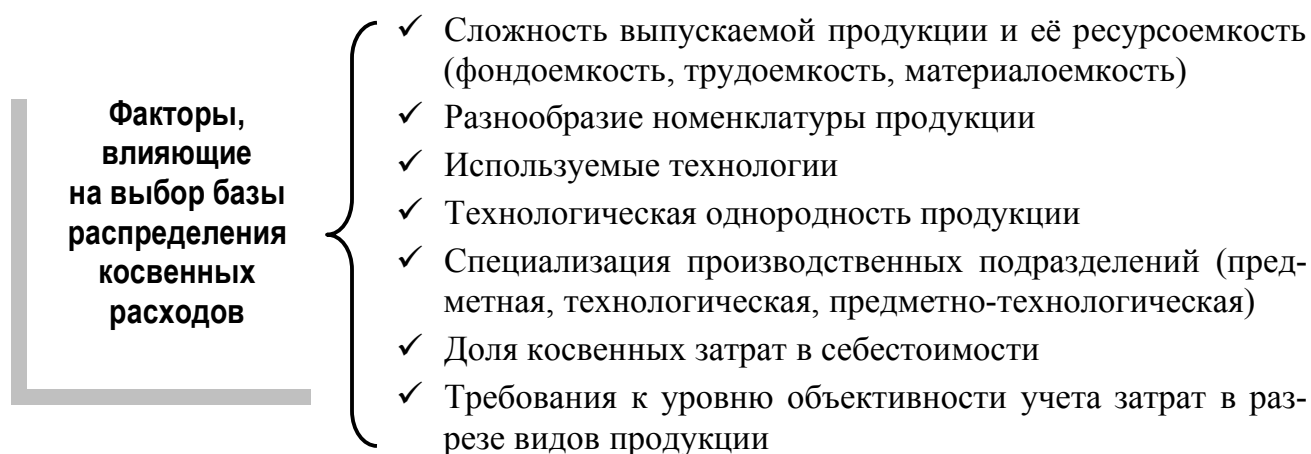 Факторы,
влияющие
на выбор базы
распределения
косвенных
расходов
✓ Сложность выпускаемой продукции и её ресурсоемкость
(фондоемкость, трудоемкость, материалоемкость)
✓ Разнообразие номенклатуры продукции
✓ Используемые технологии
✓ Технологическая однородность продукции
✓ Специализация производственных подразделений (пред-
метная, технологическая, предметно-технологическая)
✓ Доля косвенных затрат в себестоимости
✓ Требования к уровню объективности учета затрат в раз-
резе видов продукции